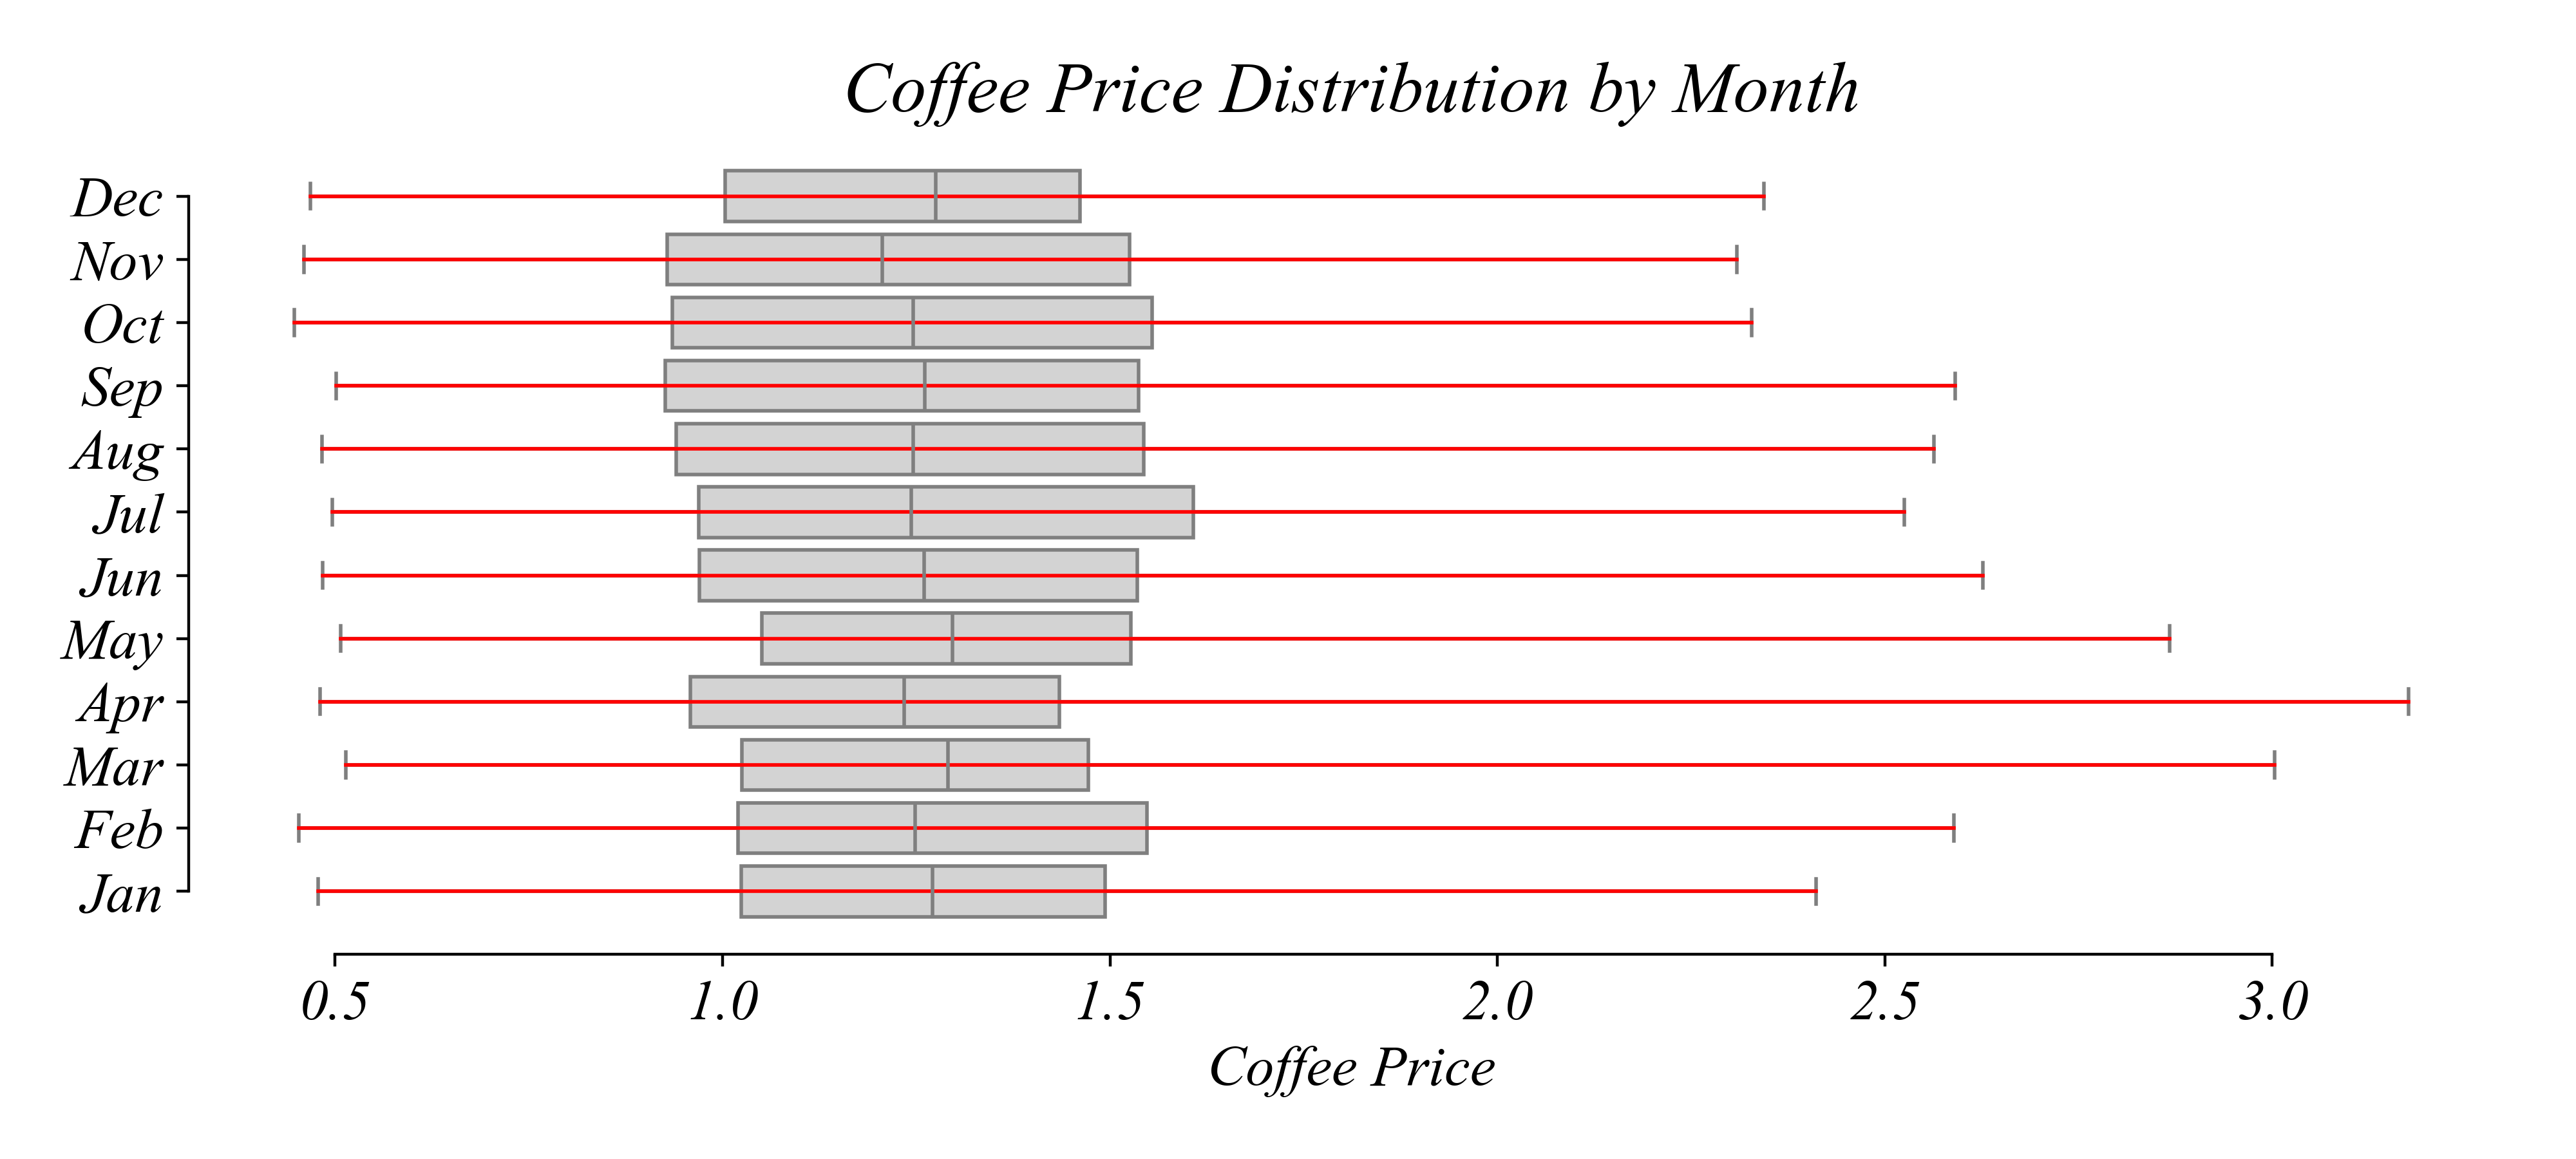 Coffee Price Distribution by Month
Dec
Nov
Oct
Sep
Aug
Jul
Jun
May
Apr
Mar
Feb
Jan
0.5 1.0 1.5 2.0 2.5 3.0
Coffee Price